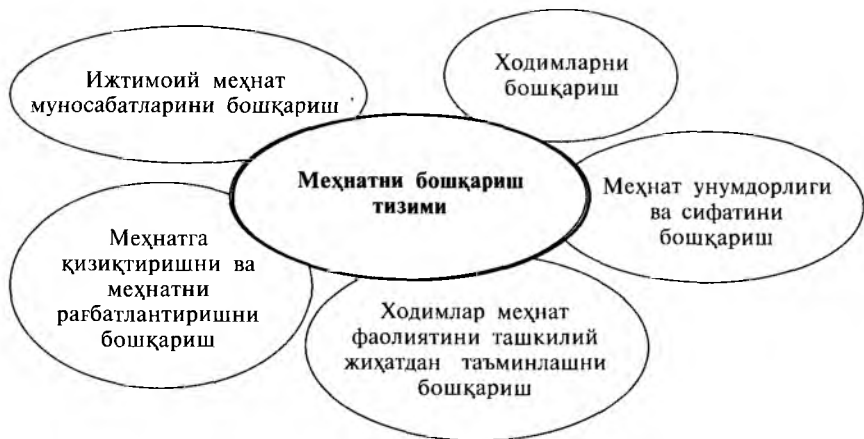 Ижтимоий меҳнат
муносабатларини бошқариш
Ходимларни
бошқариш
Меҳнатни бошқариш
тизими
Меҳнат унумдорлиги
ва сифатини
бошқариш
Меҳнатга
қизиқтиришни ва
меҳнатни
рағбатлантиришни
бошқариш
Ходимлар меҳнат
фаолиятини ташкилий
жиҳатдан таъминлашни
бошқариш